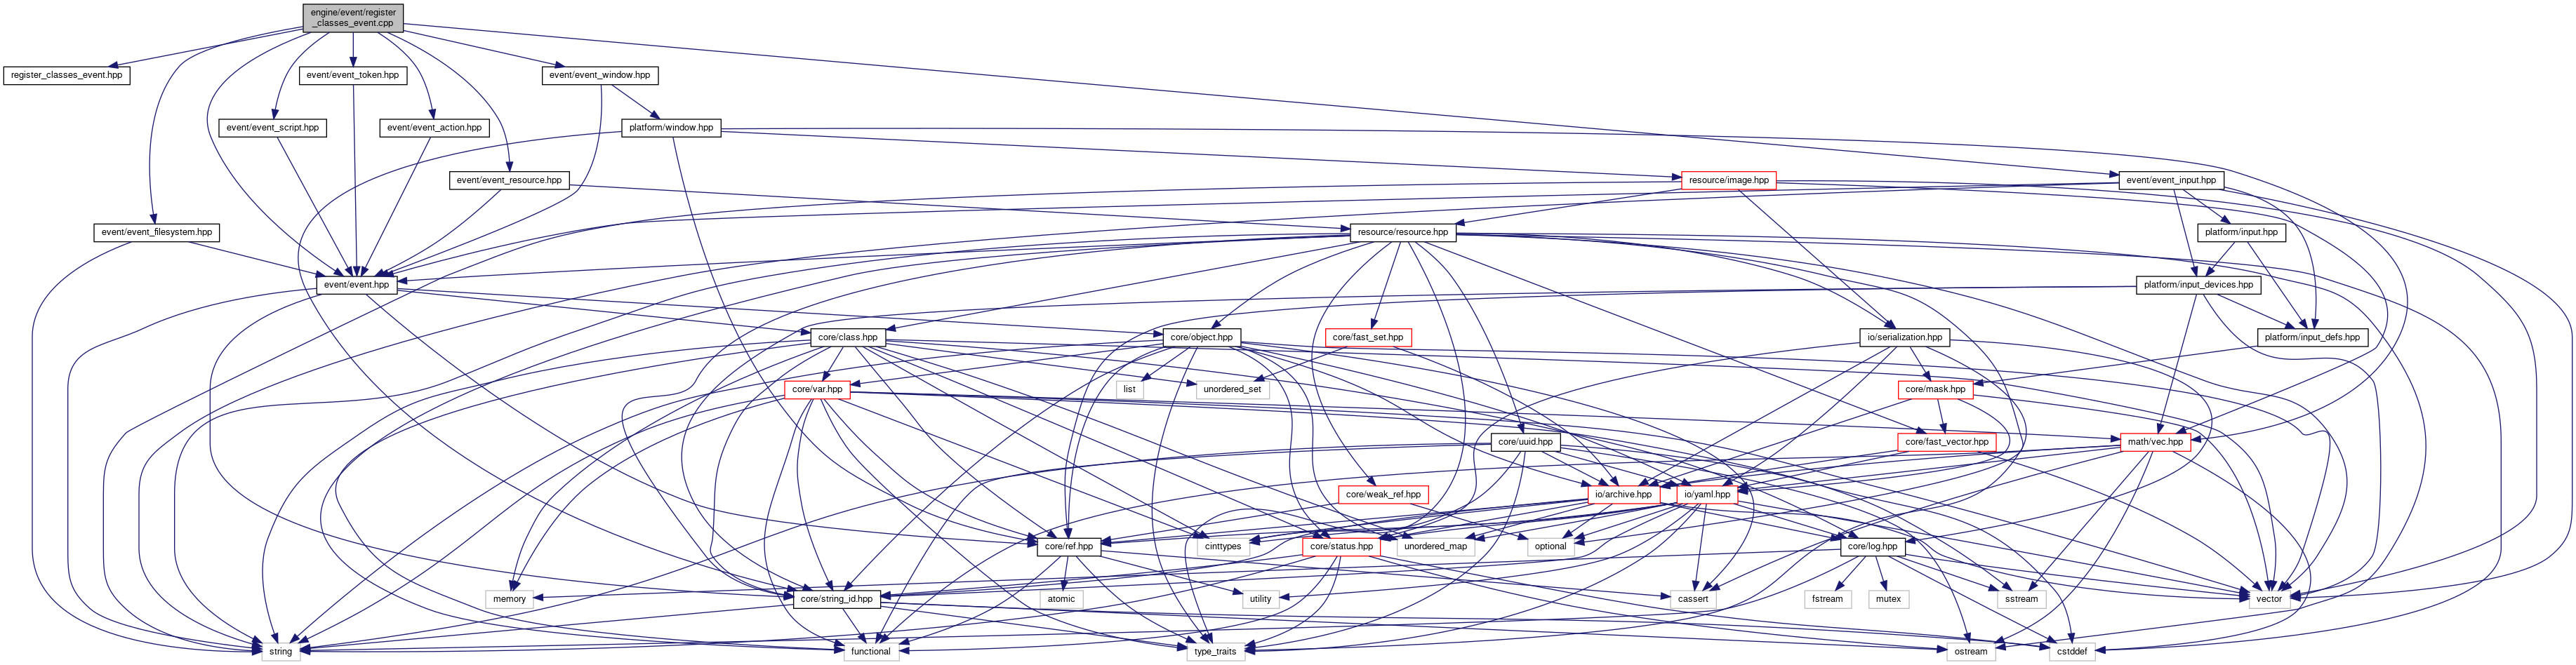 engine/event/register
_classes_event.cpp
register_classes_event.hpp
event/event_token.hpp
event/event_window.hpp
event/event_script.hpp
event/event_action.hpp
platform/window.hpp
event/event_resource.hpp
resource/image.hpp
event/event_input.hpp
event/event_filesystem.hpp
resource/resource.hpp
platform/input.hpp
event/event.hpp
platform/input_devices.hpp
core/class.hpp
core/object.hpp
core/fast_set.hpp
io/serialization.hpp
platform/input_defs.hpp
core/var.hpp
list
unordered_set
core/mask.hpp
core/uuid.hpp
core/fast_vector.hpp
math/vec.hpp
core/weak_ref.hpp
io/archive.hpp
io/yaml.hpp
core/ref.hpp
cinttypes
core/status.hpp
unordered_map
optional
core/log.hpp
memory
core/string_id.hpp
atomic
utility
cassert
fstream
mutex
sstream
vector
string
functional
type_traits
ostream
cstddef